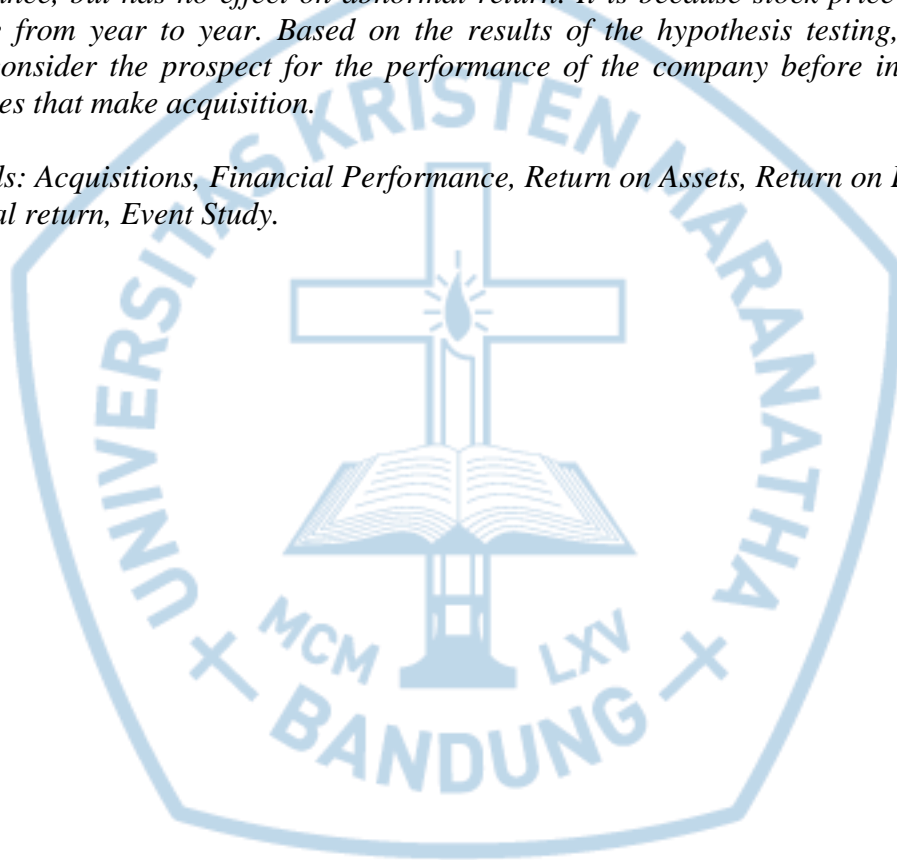 ance, but has no effect on abnormal return. It is because stock price
from year to year. Based on the results of the hypothesis testing,
onsider the prospect for the performance of the company before in
es that make acquisition.
ds: Acquisitions, Financial Performance, Return on Assets, Return on
al return, Event Study.
UNIVERSITAS KRISTEN MARANATHA
MCM LXV
BANDUNG